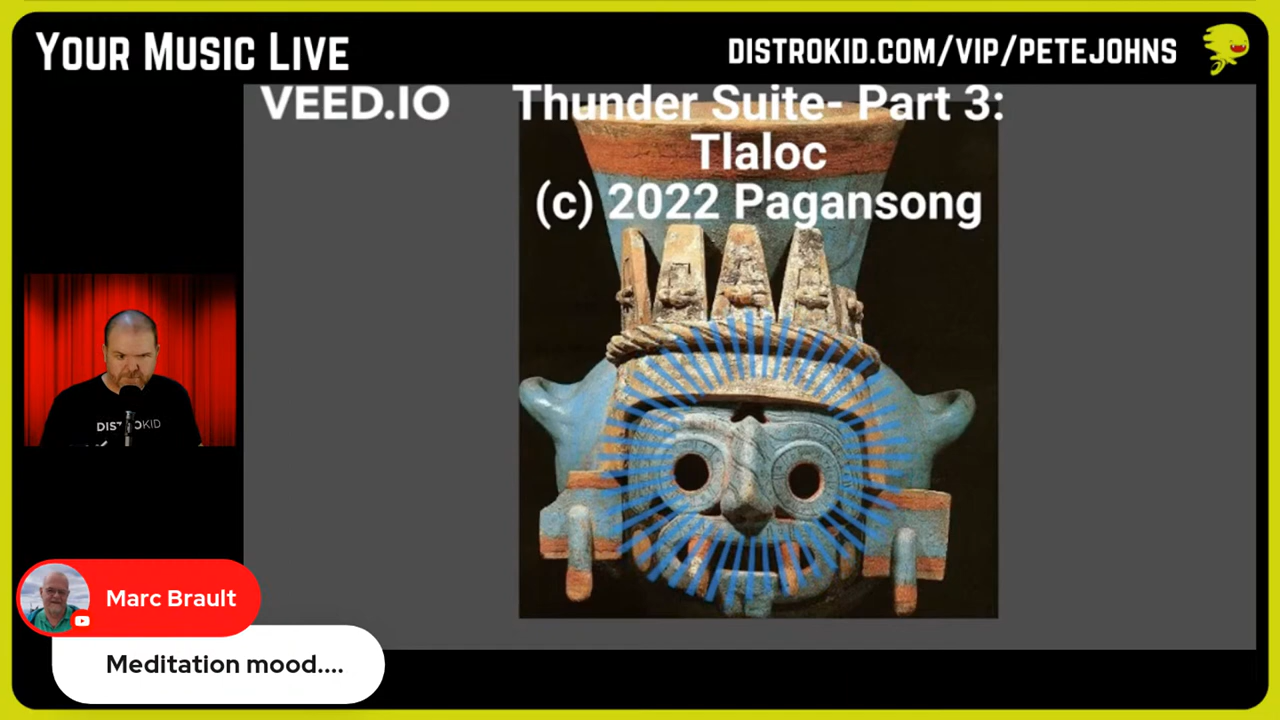 YOUR MUSIC LIVE
DISTROKID.COM/VIP/PETEJOHNS
VEED.IO
Thunder Suite- Part 3:
Tlaloc
(c) 2022 Pagansong
DISTROKID
Marc Brault
Meditation mood....